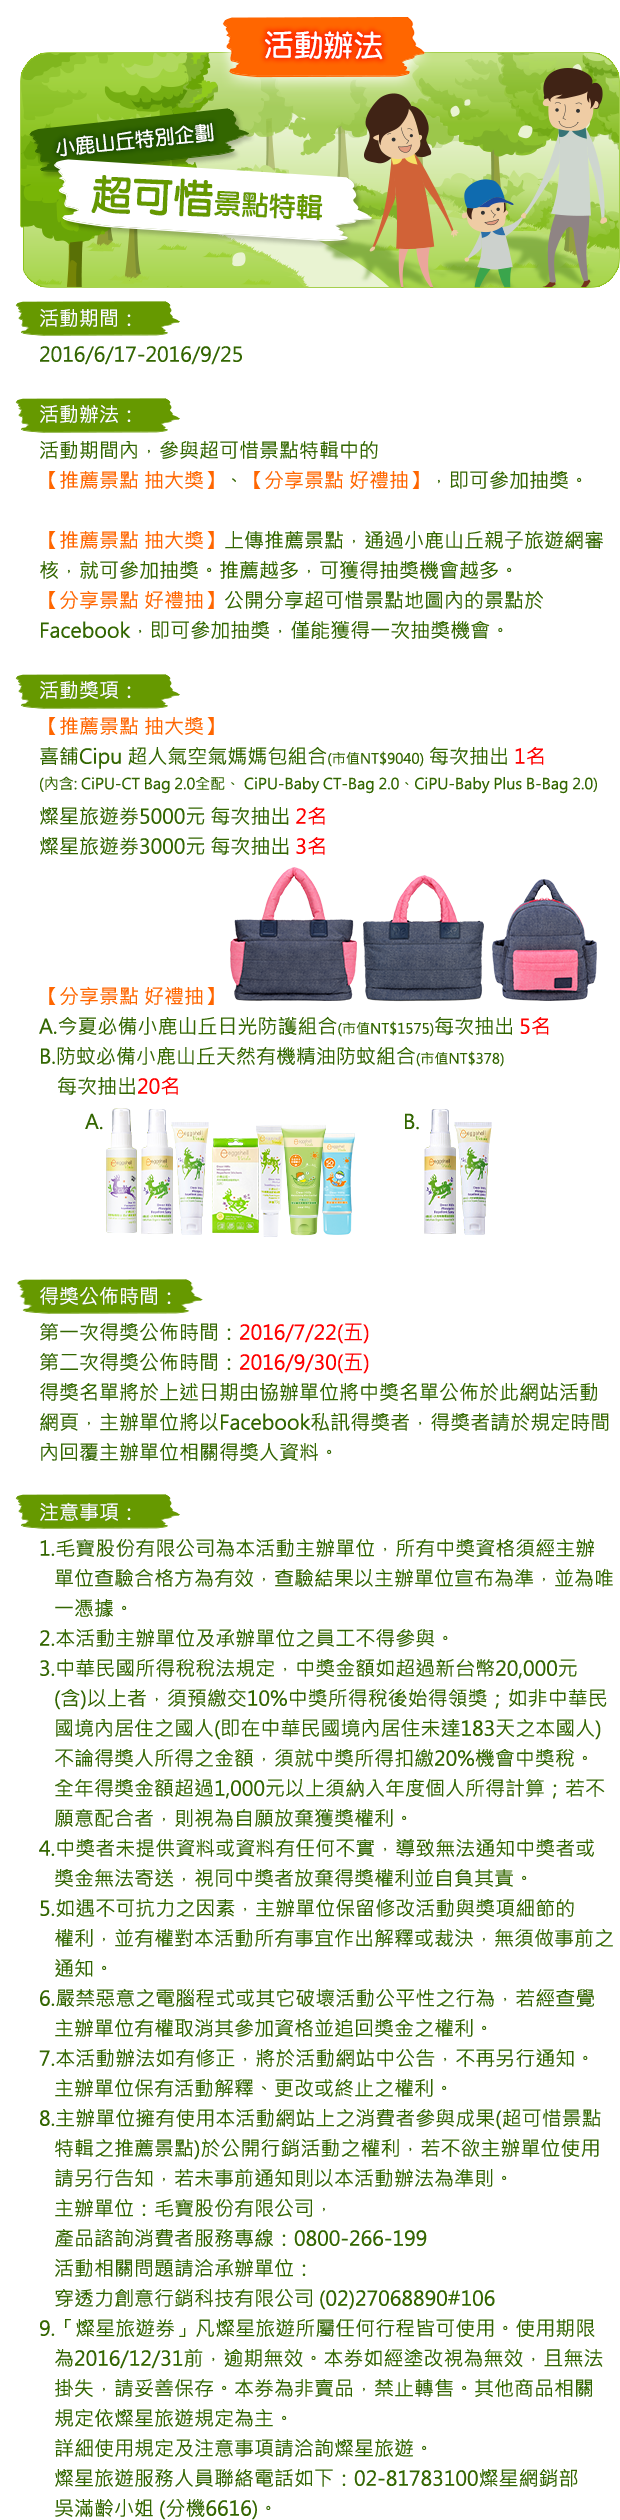 活動辦法
小鹿山丘特別企劃
超可惜景點特輯
活動期間：
2016/6/17-2016/9/25
活動辦法：
活動期間內，參與超可惜景點特輯中的
【推薦景點 抽大獎】、【分享景點 好禮抽】，即可參加抽獎。
【推薦景點 抽大獎】上傳推薦景點，通過小鹿山丘親子旅遊網審
核，就可參加抽獎。推薦越多，可獲得抽獎機會越多。
【分享景點 好禮抽】公開分享超可惜景點地圖內的景點於
Facebook，即可參加抽獎，僅能獲得一次抽獎機會。
活動獎項：
【推薦景點 抽大獎】
喜舖Cipu 超人氣空氣媽媽包組合(市值NT$9040) 每次抽出 1名
(內含: CiPU-CT Bag 2.0全配、CiPU-Baby CT-Bag 2.0、CiPU-Baby Plus B-Bag 2.0)
燦星旅遊券5000元 每次抽出 2名
燦星旅遊券3000元 每次抽出 3名
【分享景點 好禮抽】
A.今夏必備小鹿山丘日光防護組合(市值NT$1575)每次抽出 5名
B.防蚊必備小鹿山丘天然有機精油防蚊組合(市值NT$378)
每次抽出20名
A.
B.
得獎公佈時間：
第一次得獎公佈時間：2016/7/22(五)
第二次得獎公佈時間：2016/9/30(五)
得獎名單將於上述日期由協辦單位將中獎名單公佈於此網站活動
網頁，主辦單位將以Facebook私訊得獎者，得獎者請於規定時間
內回覆主辦單位相關得獎人資料。
注意事項：
1.毛寶股份有限公司為本活動主辦單位，所有中獎資格須經主辦
單位查驗合格方為有效，查驗結果以主辦單位宣布為準，並為唯
一憑據。
2.本活動主辦單位及承辦單位之員工不得參與。
3.中華民國所得稅稅法規定，中獎金額如超過新台幣20,000元
(含)以上者，須預繳交10%中獎所得稅後始得領獎；如非中華民
國境內居住之國人(即在中華民國境內居住未達183天之本國人)
不論得獎人所得之金額，須就中獎所得扣繳20%機會中獎稅。
全年得獎金額超過1,000元以上須納入年度個人所得計算；若不
願意配合者，則視為自願放棄獲獎權利。
4.中獎者未提供資料或資料有任何不實，導致無法通知中獎者或
獎金無法寄送，視同中獎者放棄得獎權利並自負其責。
5.如遇不可抗力之因素，主辦單位保留修改活動與獎項細節的
權利，並有權對本活動所有事宜作出解釋或裁決，無須做事前之
通知。
6.嚴禁惡意之電腦程式或其它破壞活動公平性之行為，若經查覺
主辦單位有權取消其參加資格並追回獎金之權利。
7.本活動辦法如有修正，將於活動網站中公告，不再另行通知。
主辦單位保有活動解釋、更改或終止之權利。
8.主辦單位擁有使用本活動網站上之消費者參與成果(超可惜景點
特輯之推薦景點)於公開行銷活動之權利，若不欲主辦單位使用
請另行告知，若未事前通知則以本活動辦法為準則。
主辦單位：毛寶股份有限公司，
產品諮詢消費者服務專線：0800-266-199
活動相關問題請洽承辦單位：
穿透力創意行銷科技有限公司 (02)27068890#106
9.「燦星旅遊券」凡燦星旅遊所屬任何行程皆可使用。使用期限
為2016/12/31前，逾期無效。本券如經塗改視為無效，且無法
掛失，請妥善保存。本券為非賣品，禁止轉售。其他商品相關
規定依燦星旅遊規定為主。
詳細使用規定及注意事項請洽詢燦星旅遊。
燦星旅遊服務人員聯絡電話如下：02-81783100燦星網銷部
吳滿齡小姐 (分機6616)。